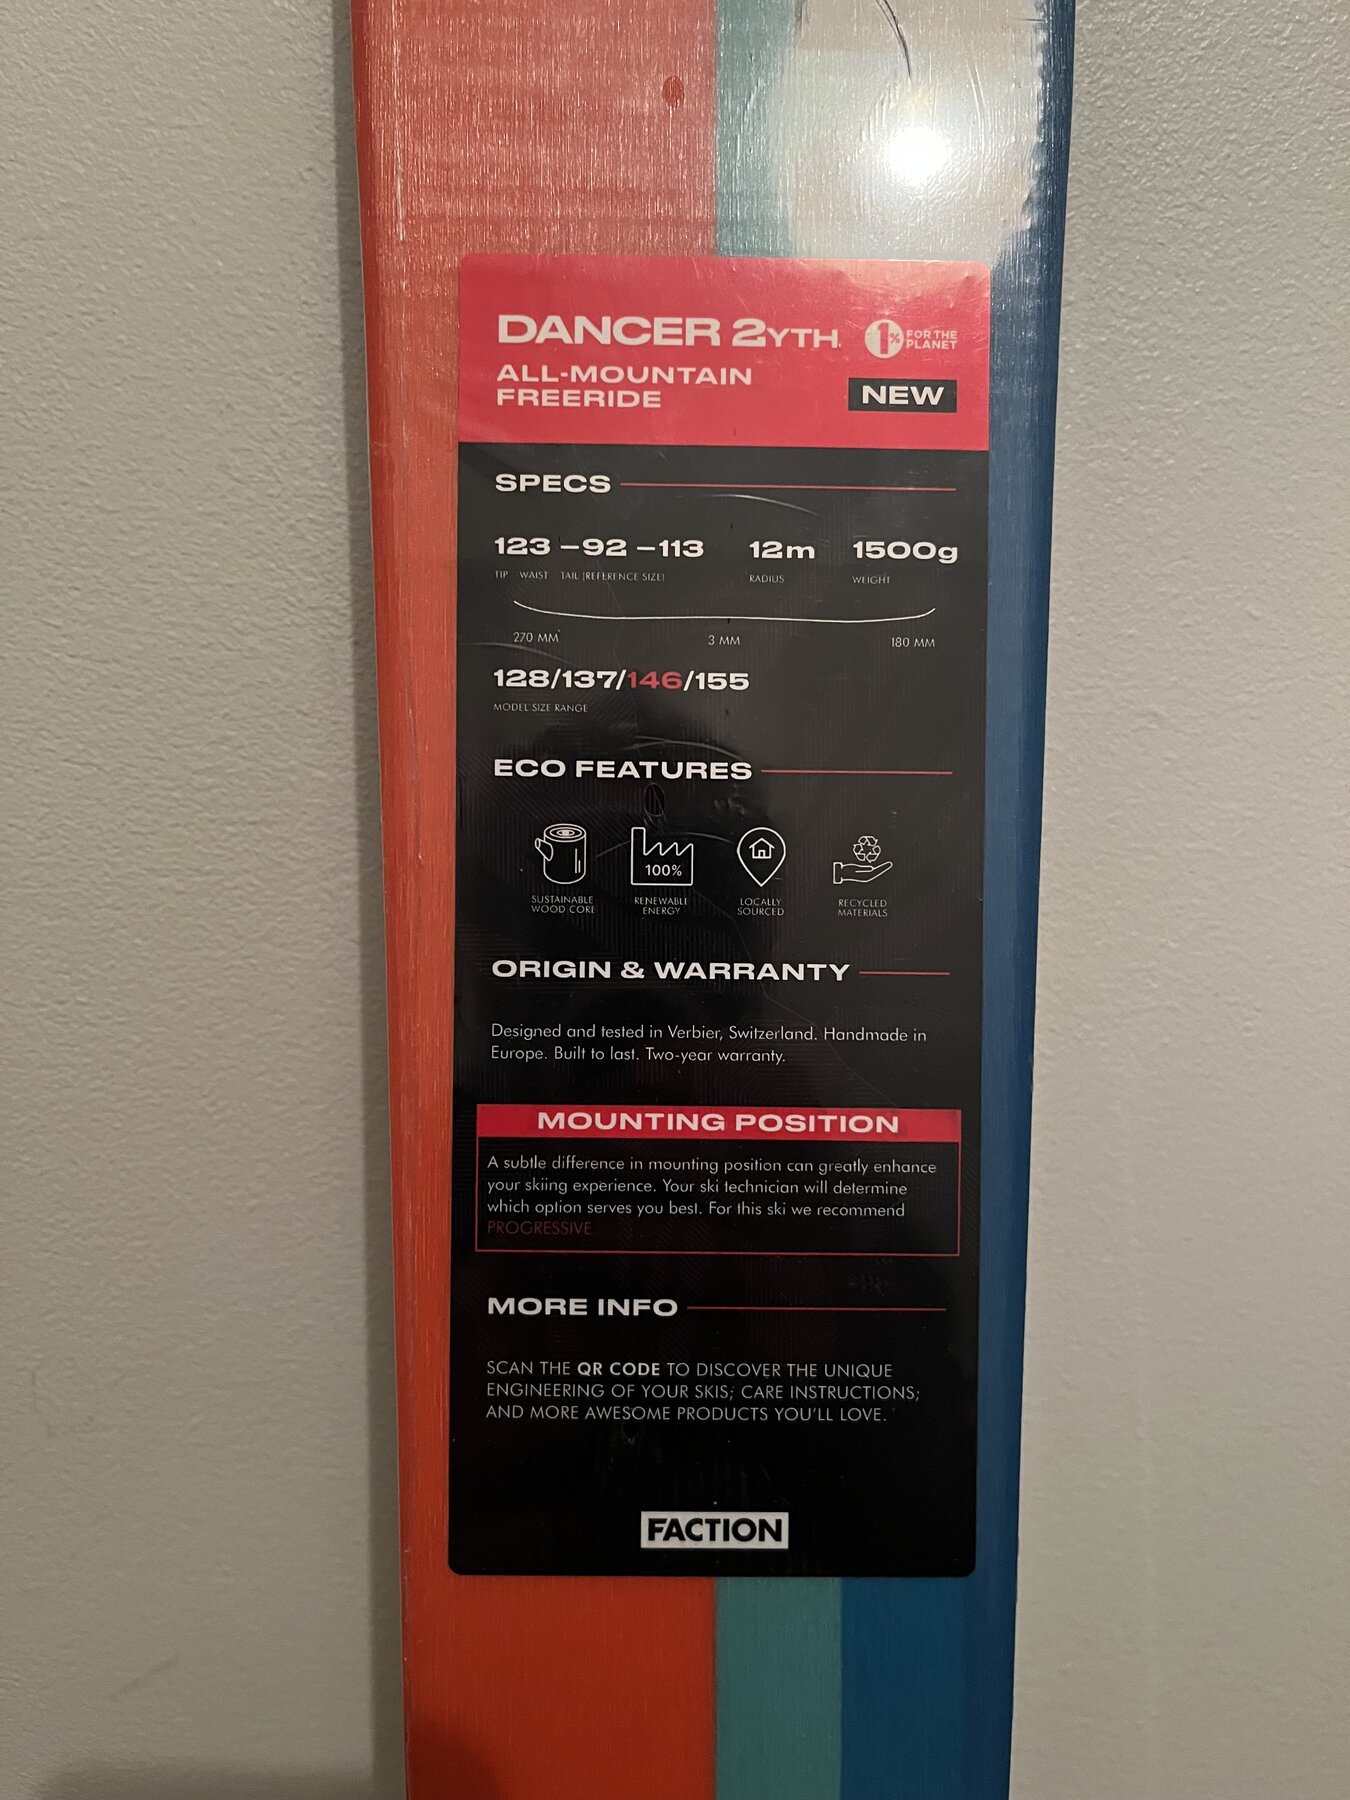 DANCER 2YTH.
1% FOR THE PLANET
ALL-MOUNTAIN
FREERIDE
NEW
SPECS
123 –92 –113 12m 1500g
TIP WAIST TAIL (REFERENCE SIZE) RADIUS WEIGHT
270 MM 3 MM 180 MM
128/137/146/155
MODEL SIZE RANGE
ECO FEATURES
100%
SUSTAINABLE WOOD CORE
RENEWABLE ENERGY
LOCALLY SOURCED
RECYCLED MATERIALS
ORIGIN & WARRANTY
Designed and tested in Verbier, Switzerland. Handmade in
Europe. Built to last. Two-year warranty.
MOUNTING POSITION
A subtle difference in mounting position can greatly enhance
your skiing experience. Your ski technician will determine
which option serves you best. For this ski we recommend
PROGRESSIVE
MORE INFO
SCAN THE QR CODE TO DISCOVER THE UNIQUE
ENGINEERING OF YOUR SKIS; CARE INSTRUCTIONS;
AND MORE AWESOME PRODUCTS YOU'LL LOVE.
FACTION